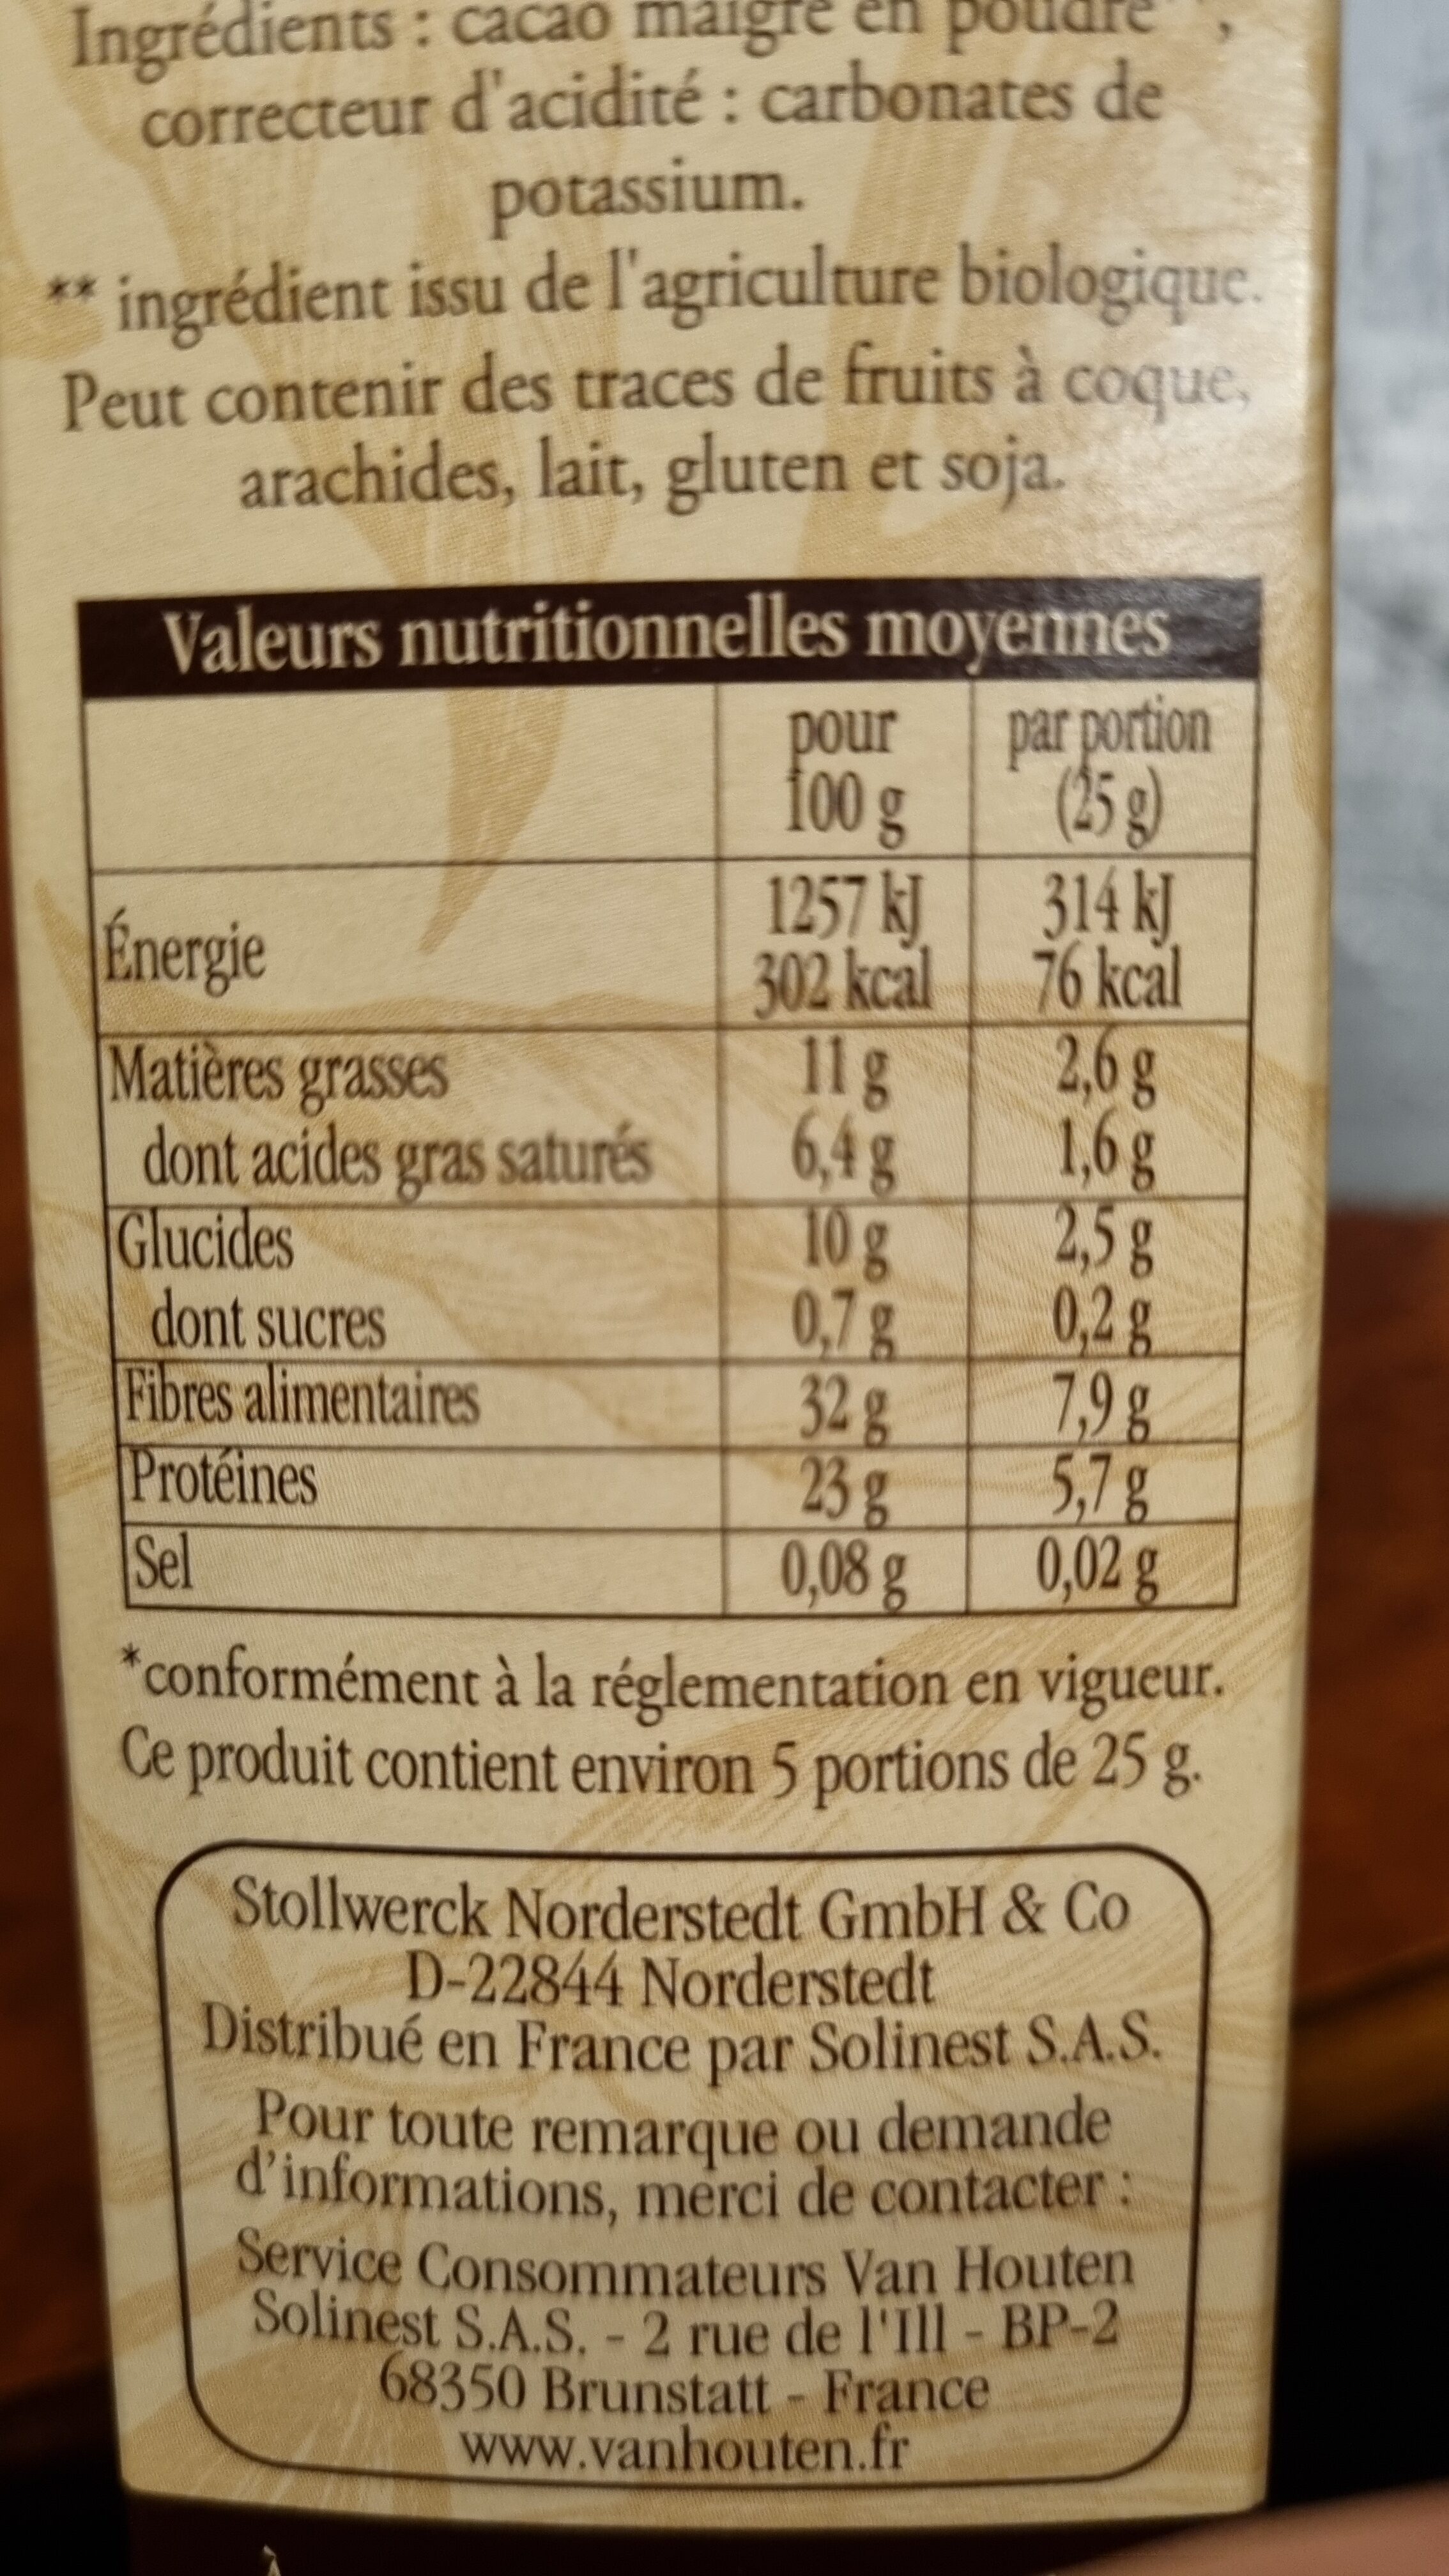 Ingrédients : cacao maigre en poudre**,
correcteur d'acidité : carbonates de
potassium.
** ingrédient issu de l'agriculture biologique.
Peut contenir des traces de fruits à coque,
arachides, lait, gluten et soja.
Valeurs nutritionnelles moyennes
pour 100 g par portion (25 g)
Énergie 1257 kJ 314 kJ
302 kcal 76 kcal
Matières grasses 11 g 2,6 g
dont acides gras saturés 6,4 g 1,6 g
Glucides 10 g 2,5 g
dont sucres 0,7 g 0,2 g
Fibres alimentaires 32 g 7,9 g
Protéines 23 g 5,7 g
Sel 0,08 g 0,02 g
*conformément à la réglementation en vigueur.
Ce produit contient environ 5 portions de 25 g.
Stollwerck Norderstedt GmbH & Co
D-22844 Norderstedt
Distribué en France par Solinest S.A.S.
Pour toute remarque ou demande
d'informations, merci de contacter :
Service Consommateurs Van Houten
Solinest S.A.S. - 2 rue de l'Ill - BP-2
68350 Brunstatt - France
www.vanhouten.fr